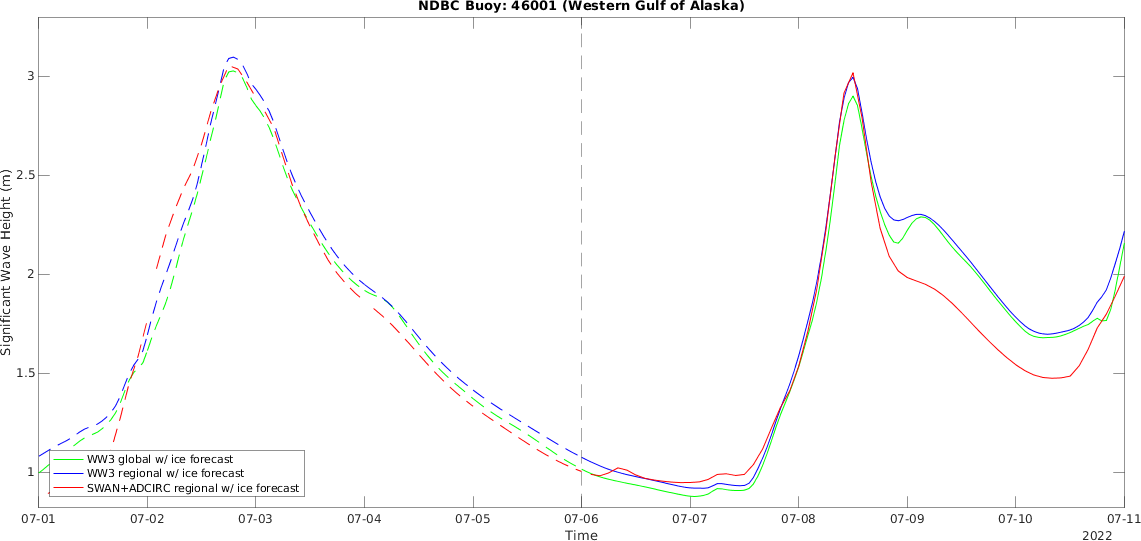 NDBC Buoy: 46001 (Western Gulf of Alaska)
Significant Wave Height (m)
3
2.5
2
1.5
1
WW3 global w/ ice forecast
WW3 regional w/ ice forecast
SWAN+ADCIRC regional w/ ice forecast
07-01 07-02 07-03 07-04 07-05 07-06 07-07 07-08 07-09 07-10 07-11
Time
2022